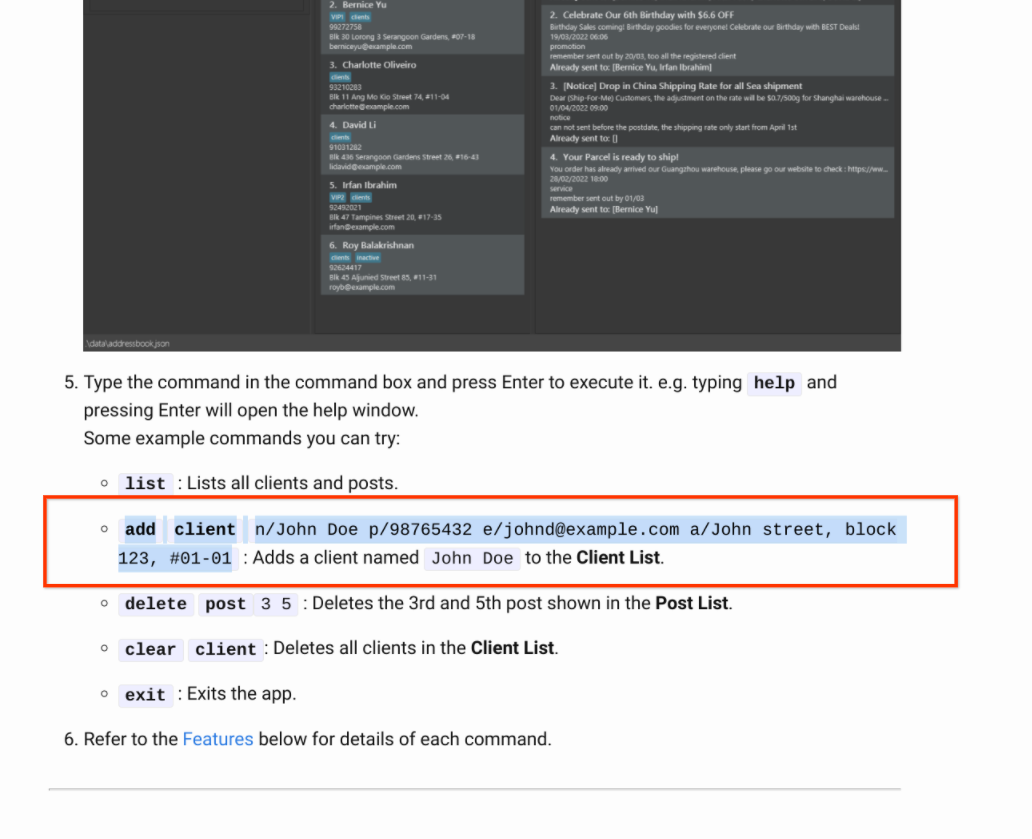 2. Bernice Yu
VIP1 clients
99272758
Blk 30 Lorong 3 Serangoon Gardens, #07-18
berniceyu@example.com
3. Charlotte Oliveiro
clients
93210283
Blk 11 Ang Mo Kio Street 74, #11-04
charlotte@example.com
4. David Li
clients
91031282
Blk 436 Serangoon Gardens Street 26, #16-43
lidavid@example.com
5. Irfan Ibrahim
VIP2 clients
92492021
Blk 47 Tampines Street 20, #17-35
irfan@example.com
6. Roy Balakrishnan
clients inactive
92624417
Blk 45 Aljunied Street 85, #11-31
royb@example.com
2. Celebrate Our 6th Birthday with $6.6 OFF
Birthday Sales coming! Birthday goodies for everyone! Celebrate our Birthday with BEST Deals!
19/03/2022 06:06
promotion
remember sent out by 20/03, too all the registered client
Already sent to: [Bernice Yu, Irfan Ibrahim]
3. [Notice] Drop in China Shipping Rate for all Sea shipment
Dear (Ship-For-Me) Customers, the adjustment on the rate will be $0.7/500g for Shanghai warehouse ...
01/04/2022 09:00
notice
can not sent before the postdate, the shipping rate only start from April 1st
Already sent to: []
4. Your Parcel is ready to ship!
You order has already arrived our Guangzhou warehouse, please go our website to check : https://ww...
28/02/2022 18:00
service
remember sent out by 01/03
Already sent to: [Bernice Yu]
.\data\addressbook.json
5. Type the command in the command box and press Enter to execute it. e.g. typing help and
pressing Enter will open the help window.
Some example commands you can try:
list : Lists all clients and posts.
add client n/John Doe p/98765432 e/johnd@example.com a/John street, block
123, #01-01 : Adds a client named John Doe to the Client List.
delete post 3 5 : Deletes the 3rd and 5th post shown in the Post List.
clear client : Deletes all clients in the Client List.
exit : Exits the app.
6. Refer to the Features below for details of each command.